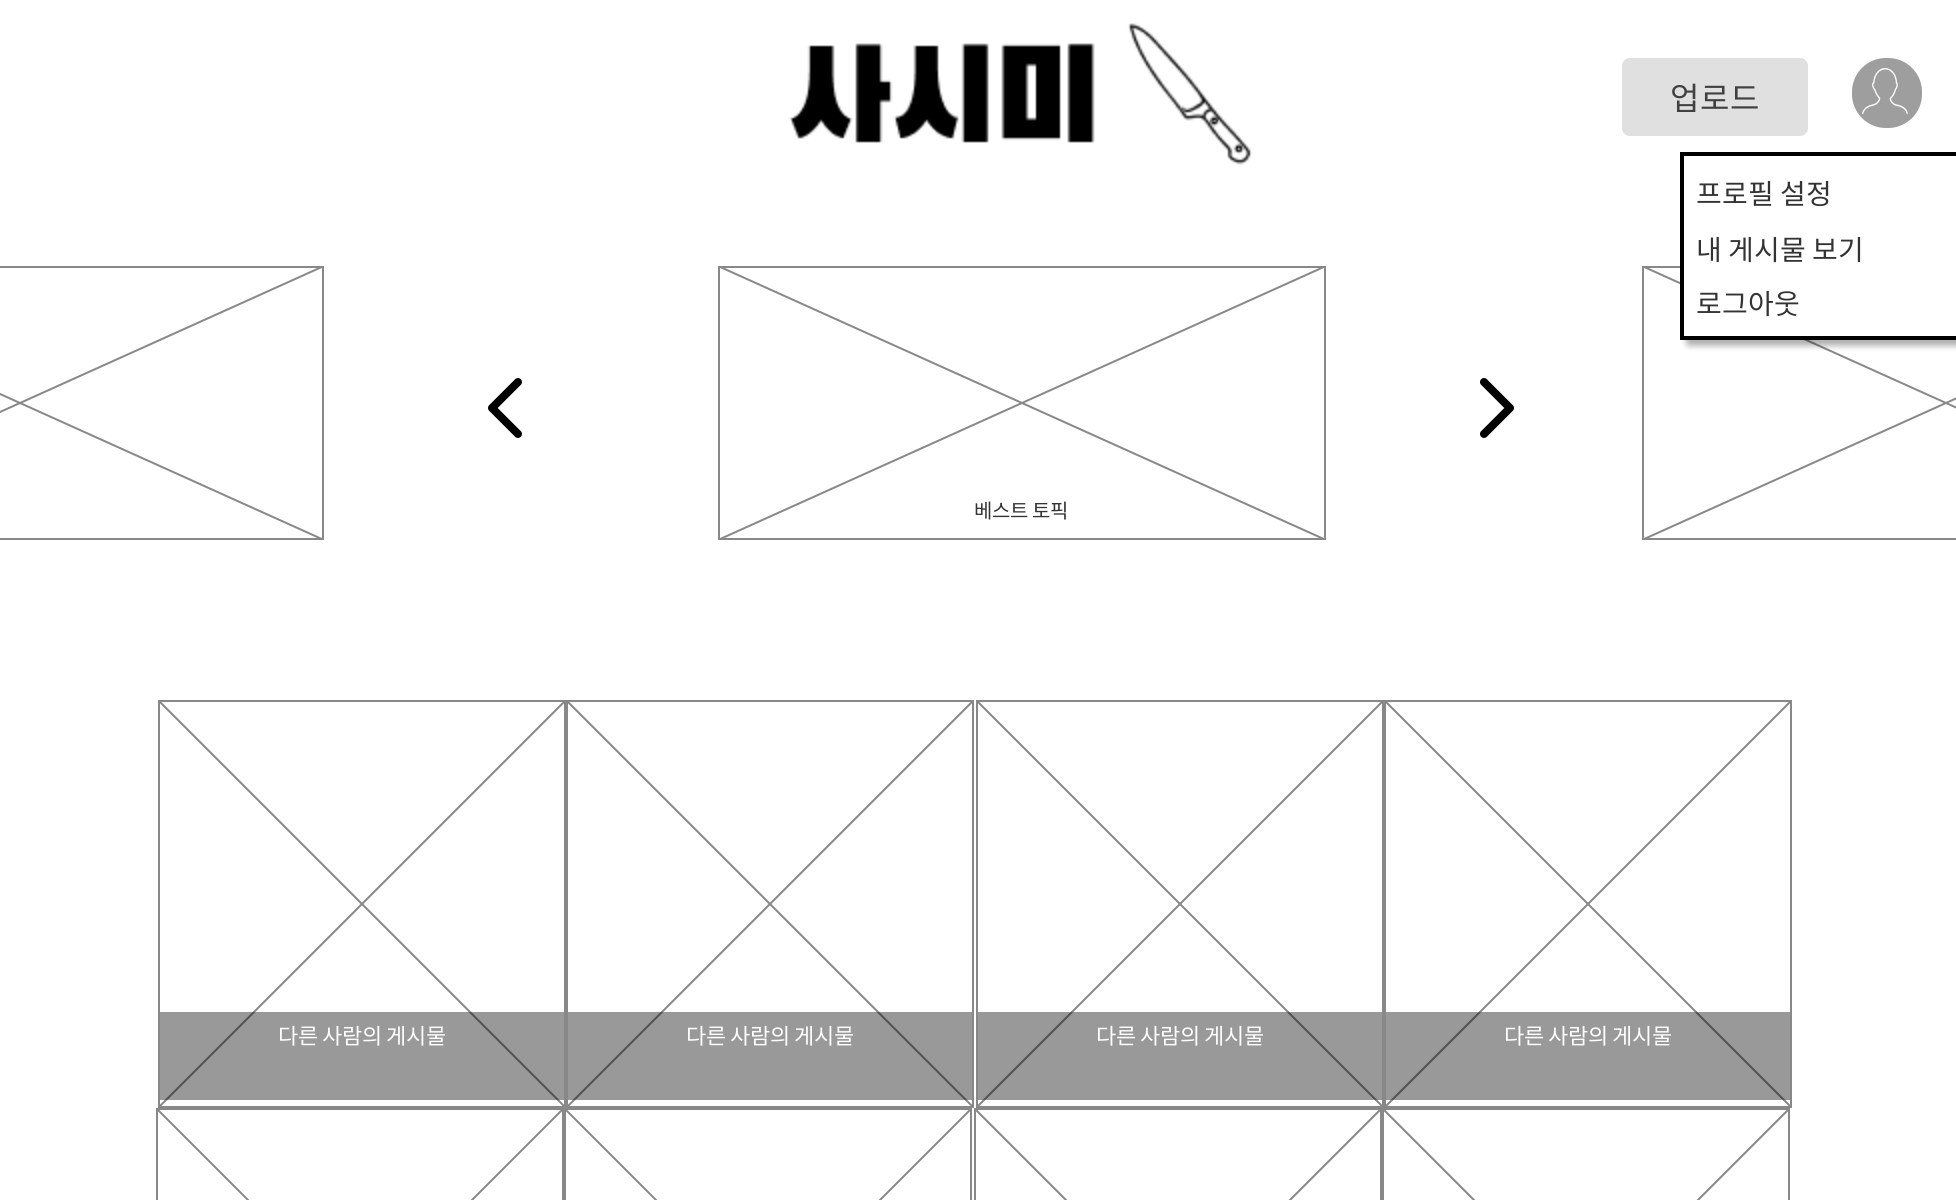 사시미
업로드
프로필 설정
내 게시물 보기
로그아웃
베스트 토픽
다른 사람의 게시물
다른 사람의 게시물
다른 사람의 게시물
다른 사람의 게시물